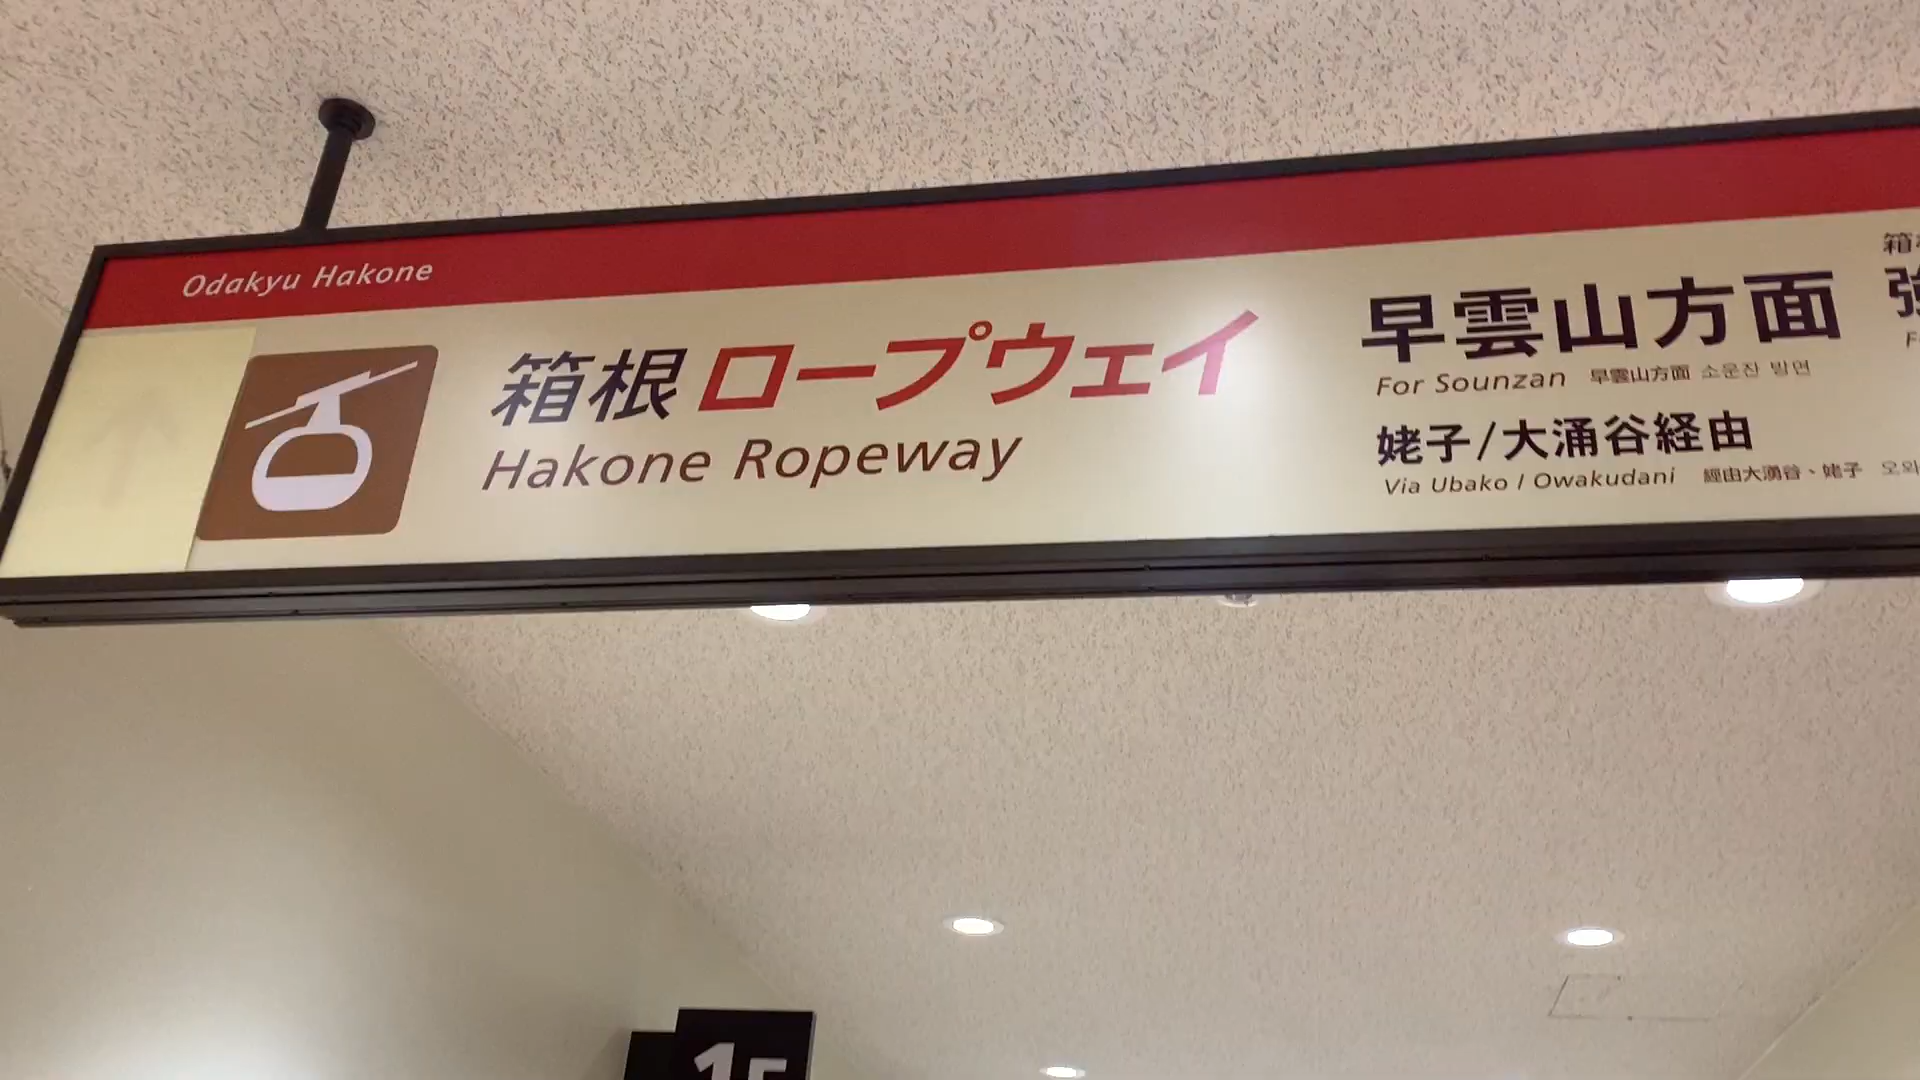 Odakyu Hakone
箱根ロープウェイ
Hakone Ropeway
早雲山方面
For Sounzan 早雲山方面 소운잔 방면
姥子/大涌谷経由
Via Ubako / Owakudani 經由大湧谷、姥子
1F